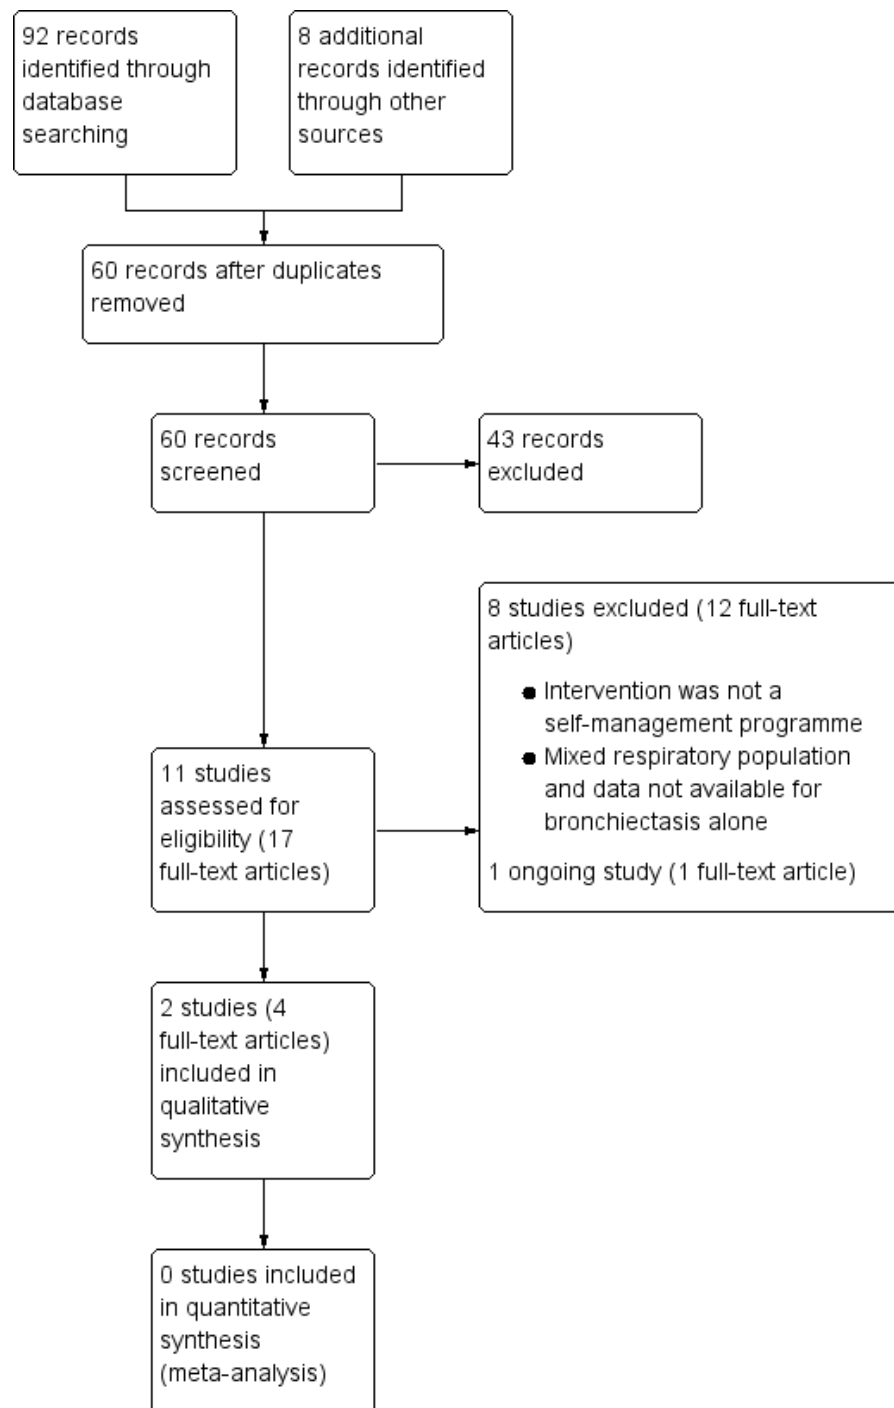 92 records
identified through
database
searching
8 additional
records identified
through other
sources
60 records after duplicates
removed
60 records
screened
43 records
excluded
8 studies excluded (12 full-text
articles)
● Intervention was not a
self-management programme
● Mixed respiratory population
and data not available for
bronchiectasis alone
1 ongoing study (1 full-text article)
11 studies
assessed for
eligibility (17
full-text articles)
2 studies (4
full-text articles)
included in
qualitative
synthesis
0 studies included
in quantitative
synthesis
(meta-analysis)